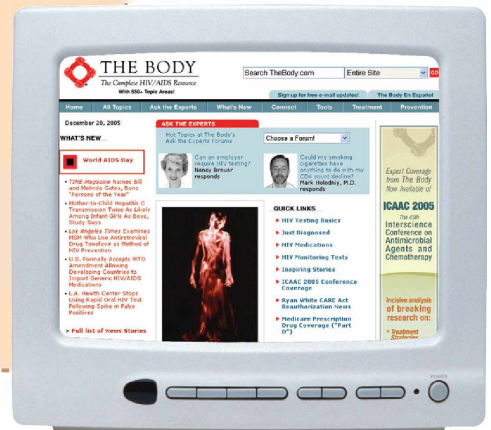 THE BODY
The Complete HIV/AIDS Resource
With 550+ Topic Areas!
Search TheBody.com
Entire Site
GO
Sign up for free e-mail updates!
The Body En Español
Home
All Topics
Ask the Experts
What's New
Connect
Tools
Treatment
Prevention
December 20, 2005
WHAT'S NEW...
World AIDS Day
• TIME Magazine Names Bill
and Melinda Gates, Bono
"Persons of the Year"
• Mother-to-Child Hepatitis C
Transmission Twice As Likely
Among Infant Girls As Boys,
Study Says
• Los Angeles Times Examines
MSM Who Use Antiretroviral
Drug Tenofovir as Method of
HIV Prevention
• U.S. Formally Accepts WTO
Amendment Allowing
Developing Countries to
Import Generic HIV/AIDS
Medications
• L.A. Health Center Stops
Using Rapid Oral HIV Test
Following Spike in False
Positives
> Full list of News Stories
ASK THE EXPERTS
Hot Topics at The Body's
Ask the Experts Forums
Choose a Forum!
Can an employer
require HIV testing?
Nancy Breuer
responds
Could my smoking
cigarettes have
anything to do with my
CD4 count decline?
Mark Holodniy, M.D.
responds
QUICK LINKS
HIV Testing Basics
Just Diagnosed
HIV Medications
HIV Monitoring Tests
Inspiring Stories
ICAAC 2005 Conference
Coverage
Ryan White CARE Act
Reauthorization News
Medicare Prescription
Drug Coverage ("Part
D")
Expert Coverage
from The Body
Now Available of
ICAAC 2005
The 45th
Interscience
Conference on
Antimicrobial
Agents and
Chemotherapy
Incisive analysis
of breaking
research on:
• Treatment
Strategies
POWER